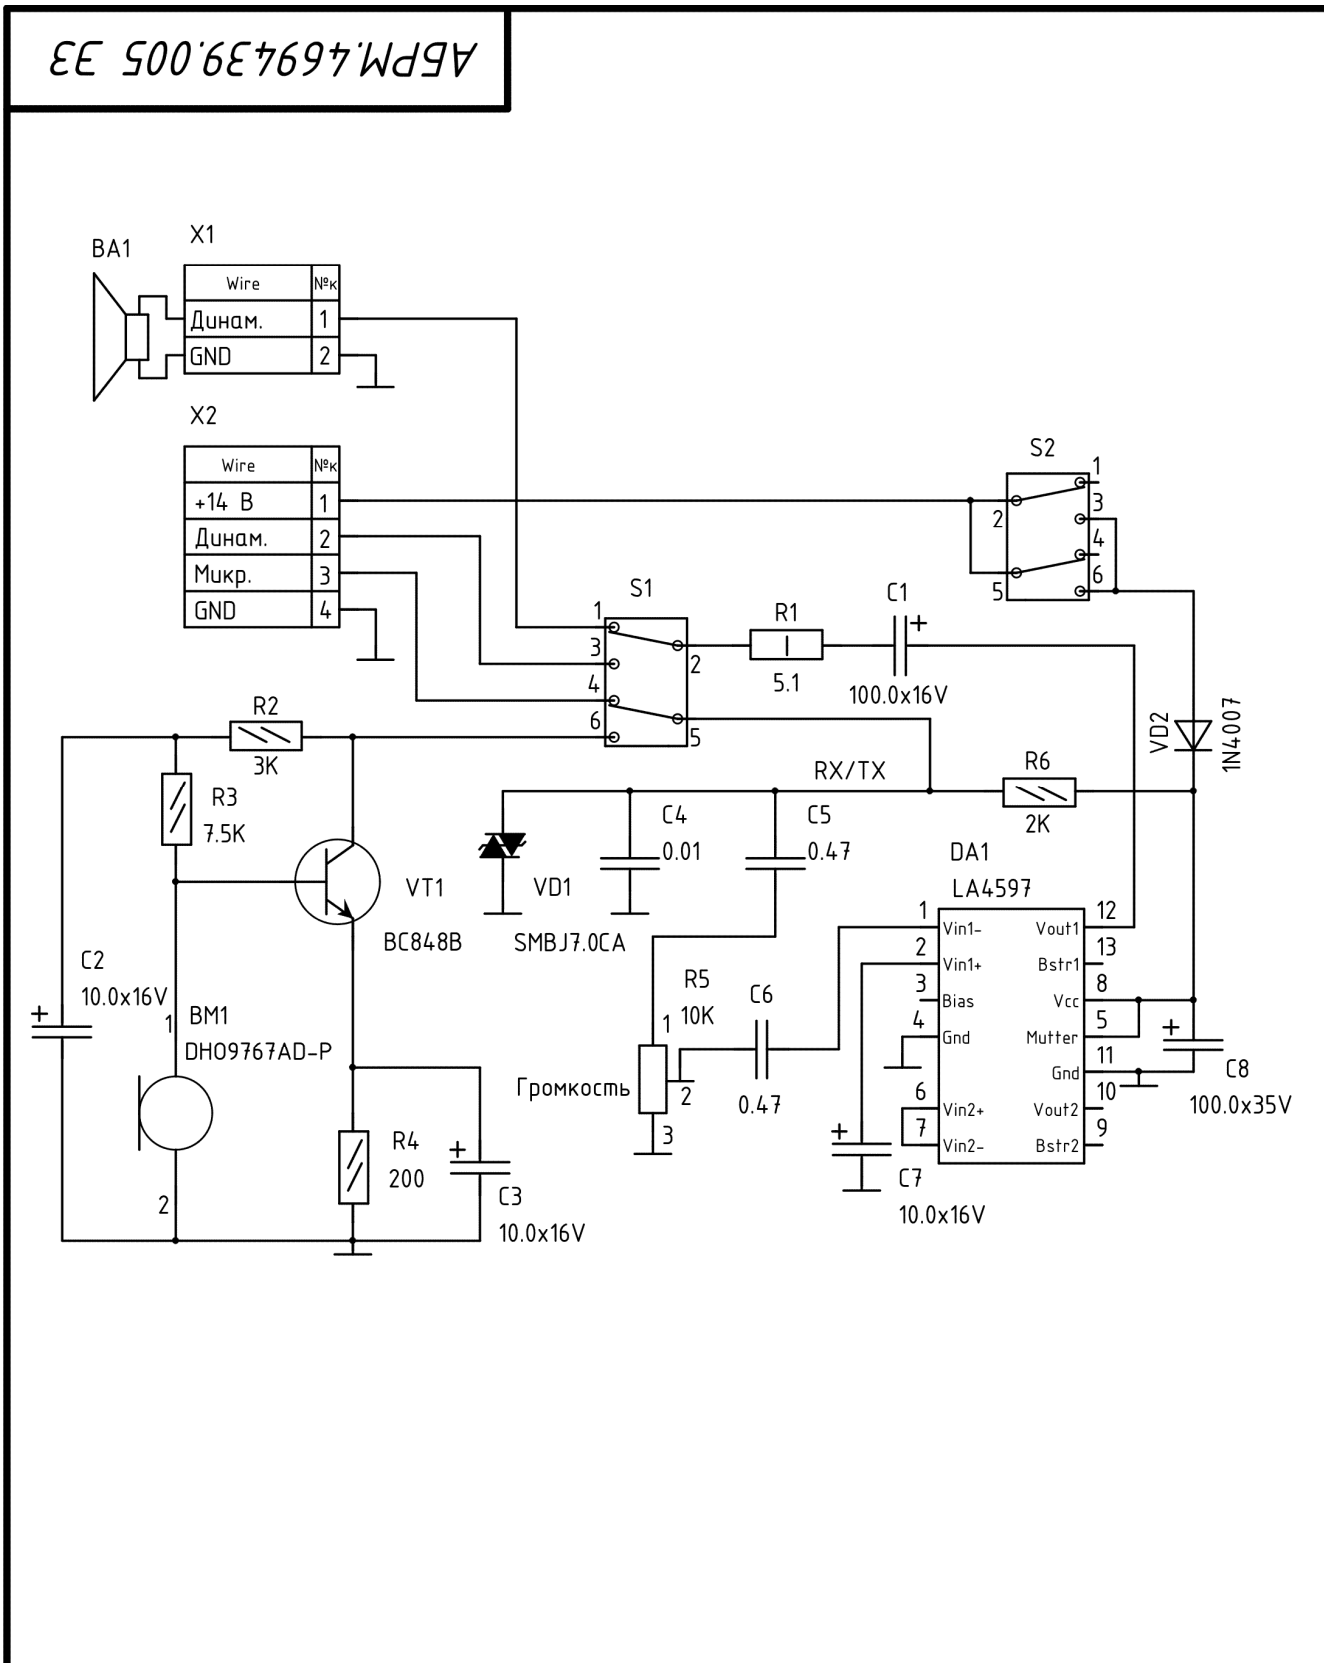 АБРМ.469439.005 ЭЗ
BA1
X1
Wire №к
Динам. 1
GND 2
X2
Wire №к
+14 В 1
Динам. 2
Микр. 3
GND 4
S2
1
2 3
4
5 6
S1
1
3 2
4
6 5
R1
5.1
C1
+
100.0x16V
R2
3K
R3
7.5K
VT1
BC848B
C2
+
10.0x16V
BM1
DH09767AD-P
1
2
R4
200
+
C3
10.0x16V
VD1
SMBJ7.0CA
C4
0.01
C5
0.47
RX/TX
R6
2K
VD2
1N4007
R5
10K
1
2
3
Громкость
C6
0.47
+
C7
10.0x16V
DA1
LA4597
1 Vin1- Vout1 12
2 Vin1+ Bstr1 13
3 Bias Vcc 8
4 Gnd Mutter 5
Gnd 11
6 Vin2+ Vout2 10
7 Vin2- Bstr2 9
+
C8
100.0x35V